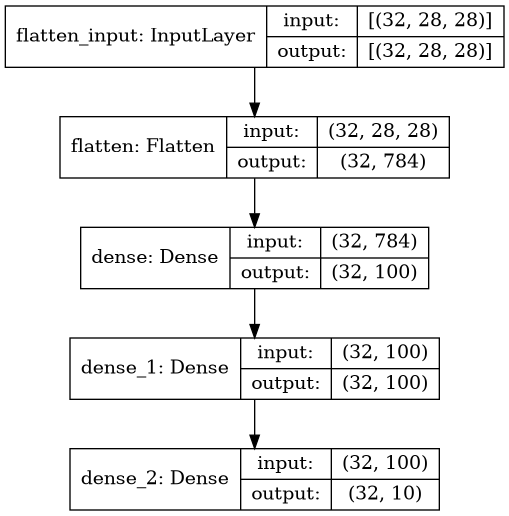 flatten_input: InputLayer
input:
[(32, 28, 28)]
output:
[(32, 28, 28)]
flatten: Flatten
input:
(32, 28, 28)
output:
(32, 784)
dense: Dense
input:
(32, 784)
output:
(32, 100)
dense_1: Dense
input:
(32, 100)
output:
(32, 100)
dense_2: Dense
input:
(32, 100)
output:
(32, 10)